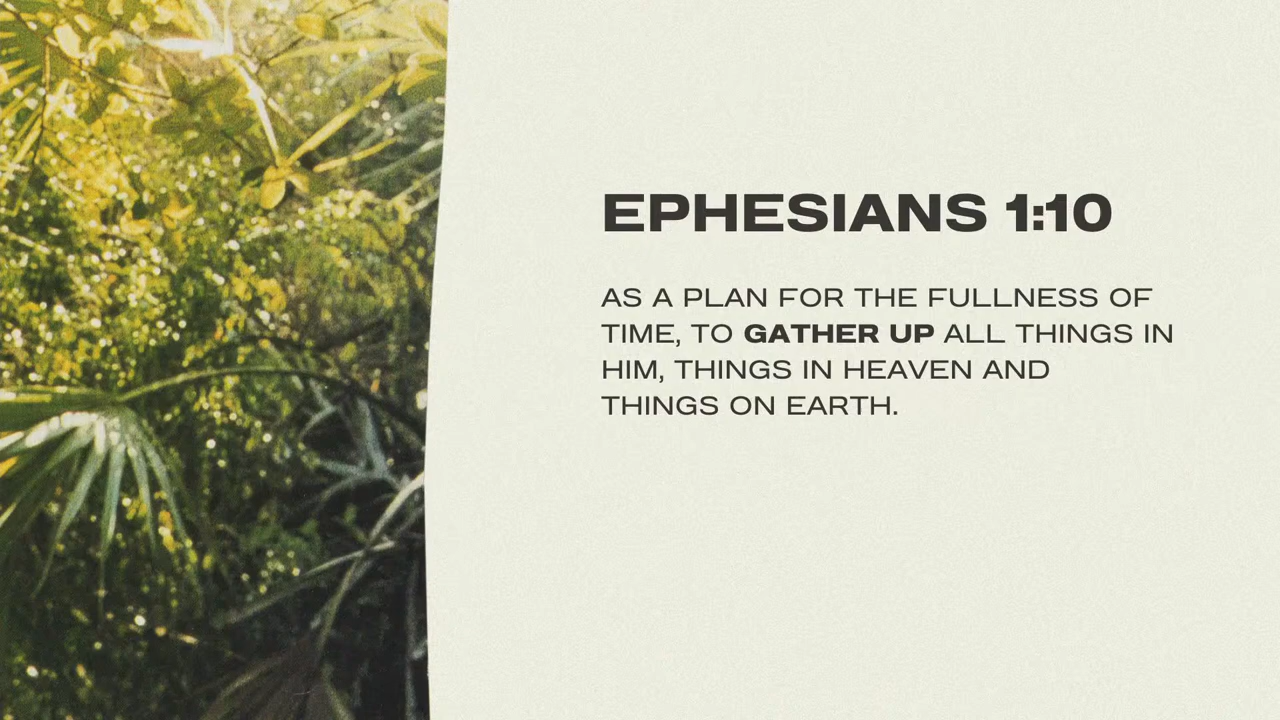 EPHESIANS 1:10
AS A PLAN FOR THE FULLNESS OF
TIME, TO GATHER UP ALL THINGS IN
HIM, THINGS IN HEAVEN AND
THINGS ON EARTH.